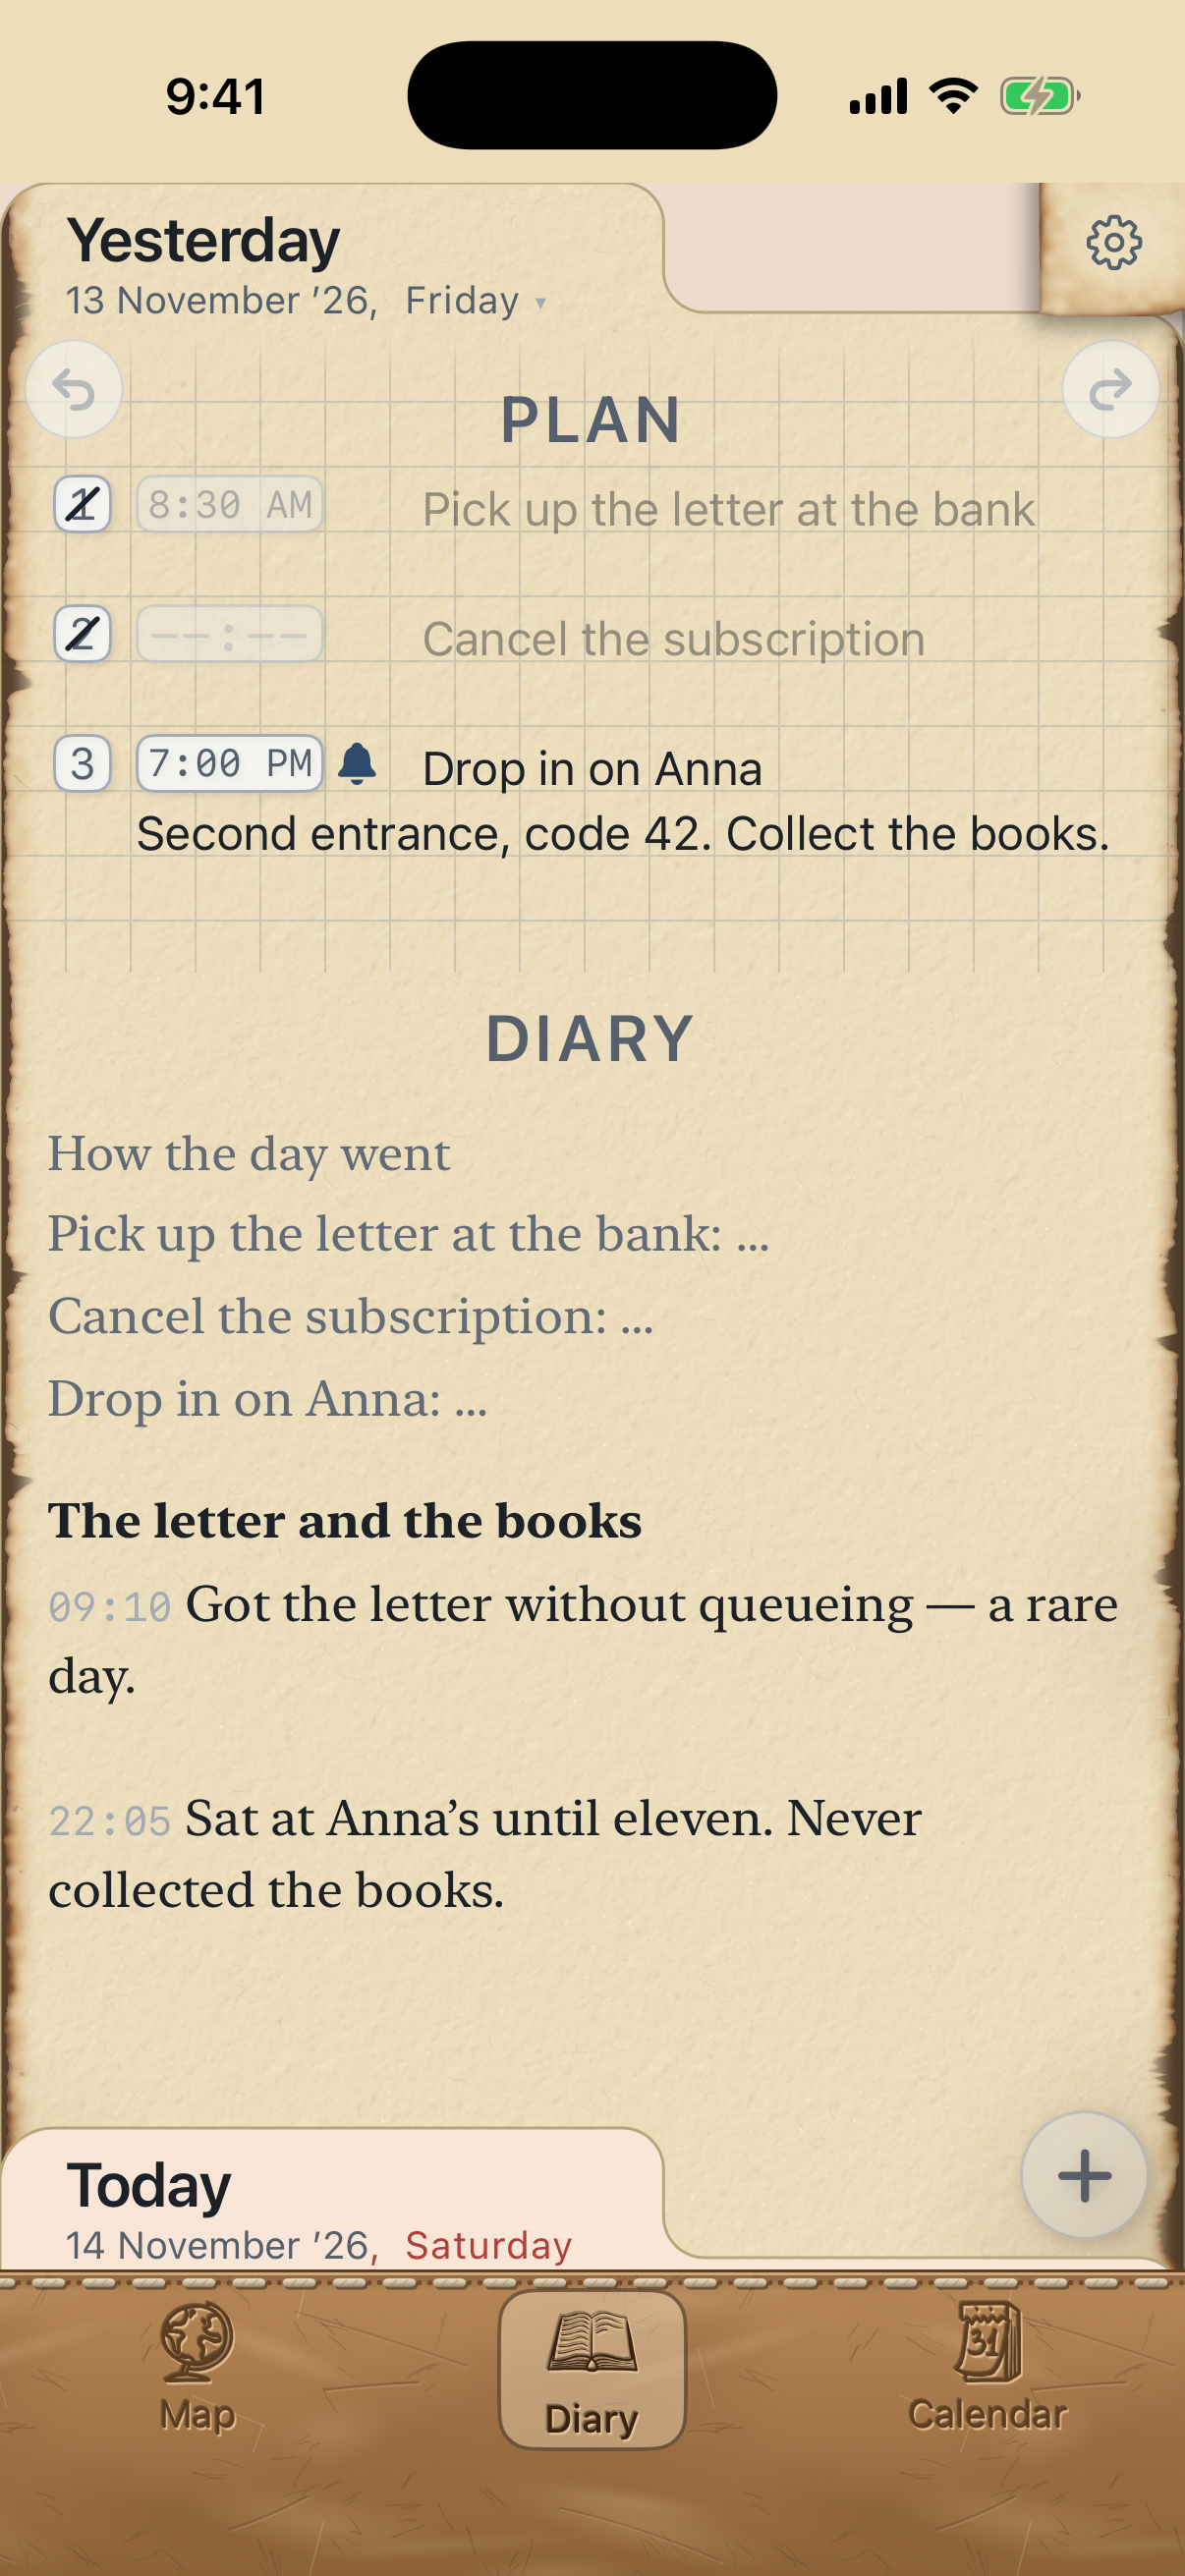 9:41
Yesterday
13 November ’26, Friday ▾
PLAN
1 8:30 AM Pick up the letter at the bank
2 --:-- Cancel the subscription
3 7:00 PM Drop in on Anna
Second entrance, code 42. Collect the books.
DIARY
How the day went
Pick up the letter at the bank: ...
Cancel the subscription: ...
Drop in on Anna: ...
The letter and the books
09:10 Got the letter without queueing — a rare
day.
22:05 Sat at Anna’s until eleven. Never
collected the books.
Today
14 November ’26, Saturday
31
Map Diary Calendar